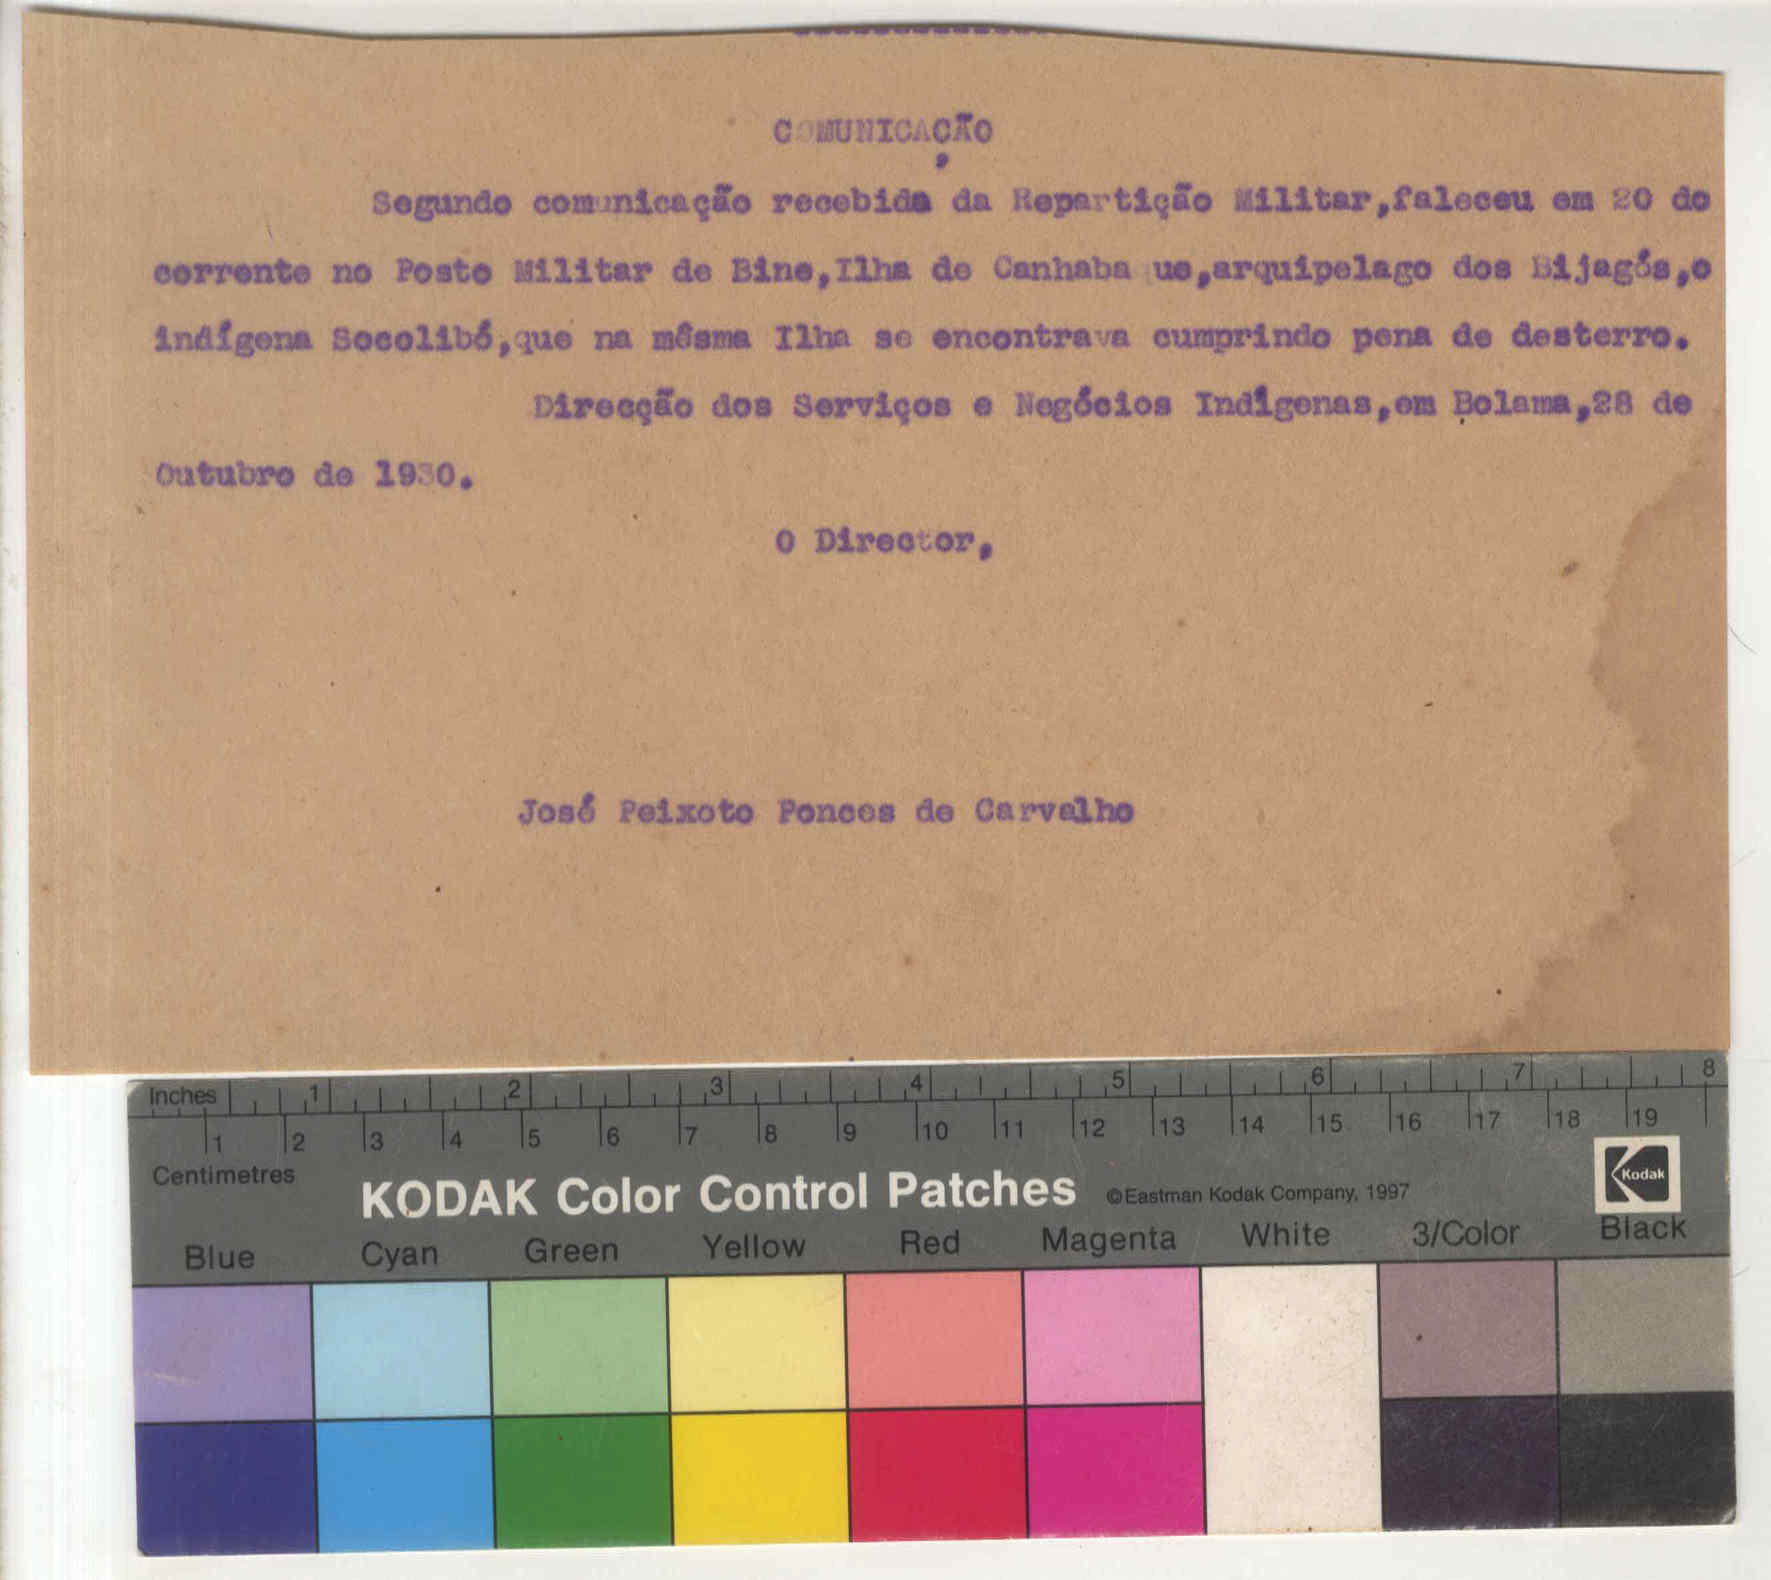 COMUNICAÇÃO
Segundo comunicação recebida da Repartição Militar,faleceu em 20 do
corrente no Posto Militar de Bine,Ilha de Canhaba ue,arquipelago dos Bijagós,o
indígena Socolibó,que na mêsma Ilha se encontrava cumprindo pena de desterro.
Direcção dos Serviços e Negócios Indígenas,em Bolama,28 de
Outubro de 1930.
O Director,
José Peixoto Ponces de Carvalho
Inches 1 2 3 4 5 6 7 8
1 2 3 4 5 6 7 8 9 10 11 12 13 14 15 16 17 18 19
Centimetres
KODAK Color Control Patches ©Eastman Kodak Company, 1997 Kodak
Blue Cyan Green Yellow Red Magenta White 3/Color Black